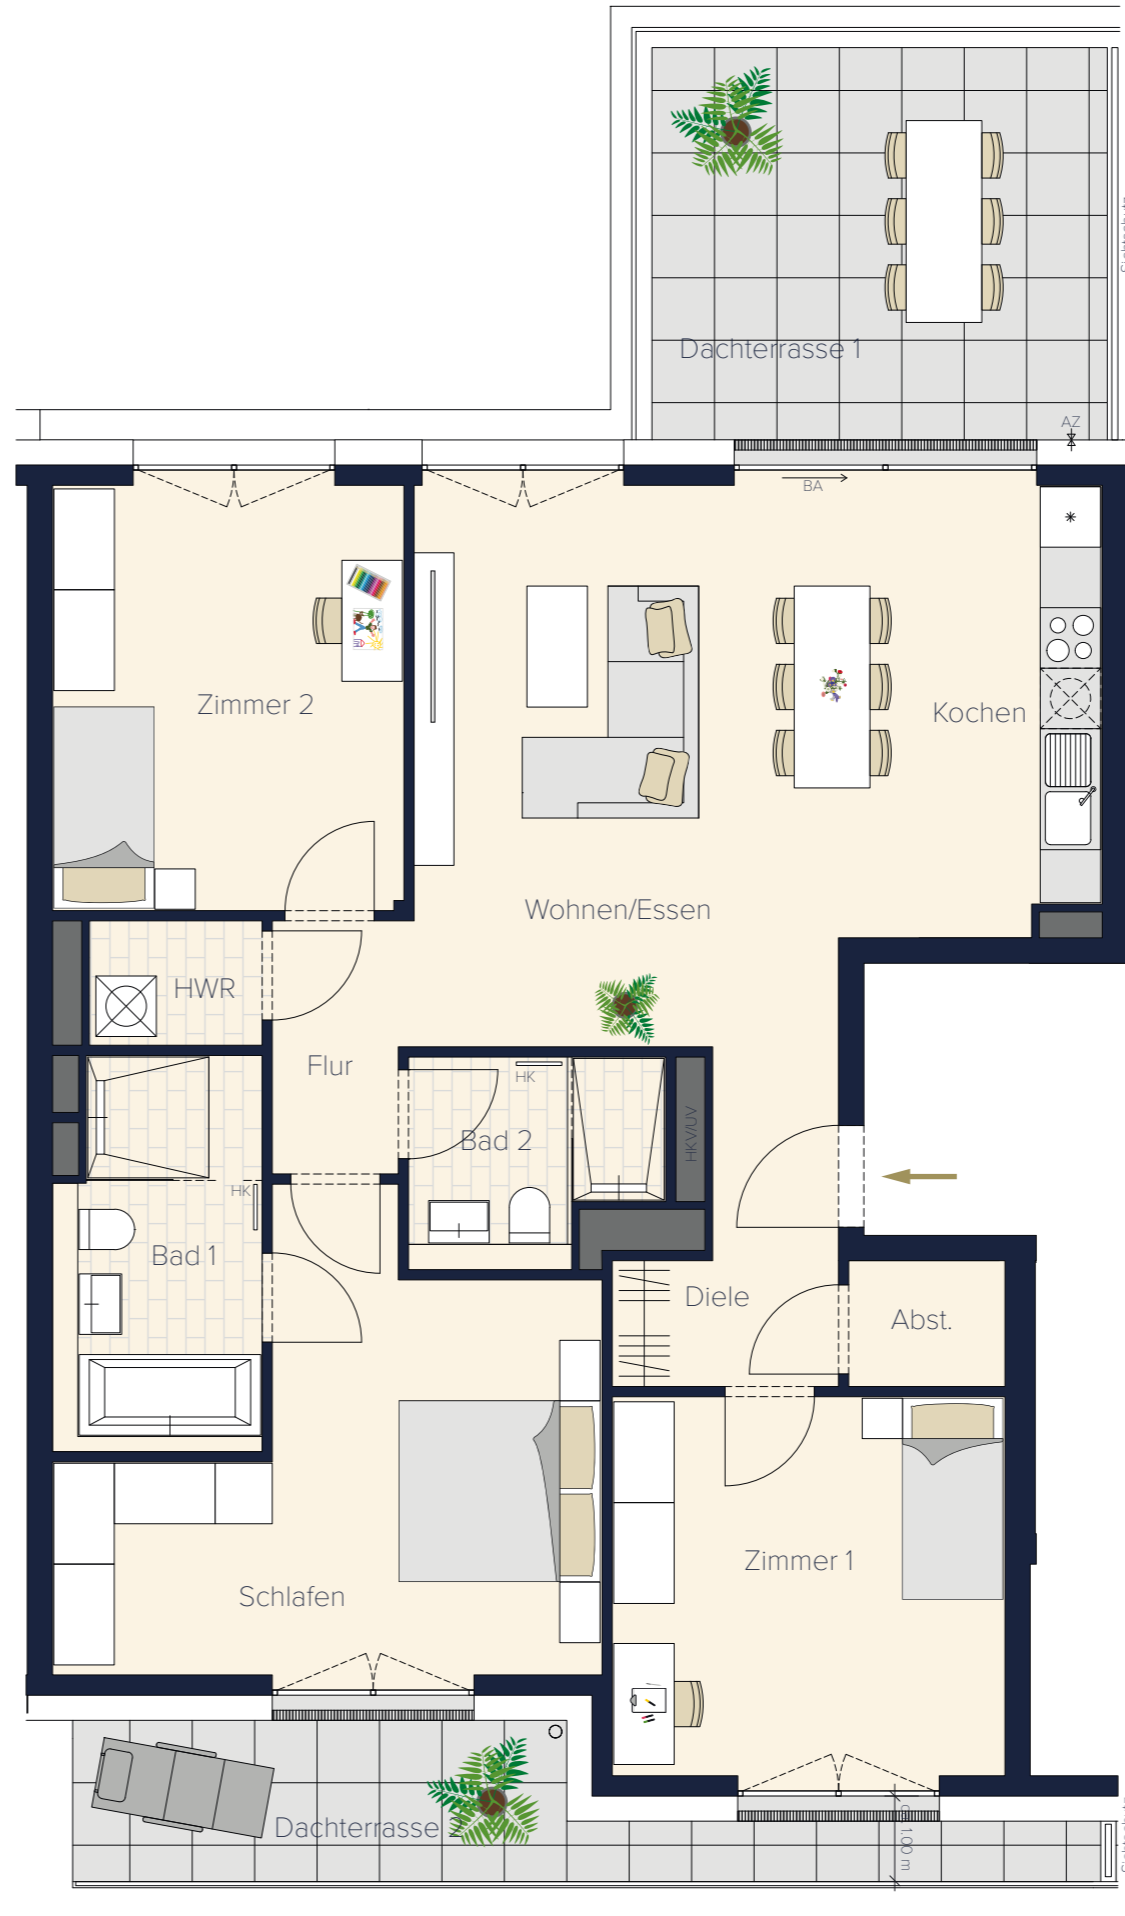 Sichtschutz
Dachterrasse 1
AZ
BA
Zimmer 2
Kochen
Wohnen/Essen
HWR
Flur
HK
Bad 2
HKV/UV
HK
Bad 1
Diele
Abst.
Zimmer 1
Schlafen
Dachterrasse 2
1.00 m